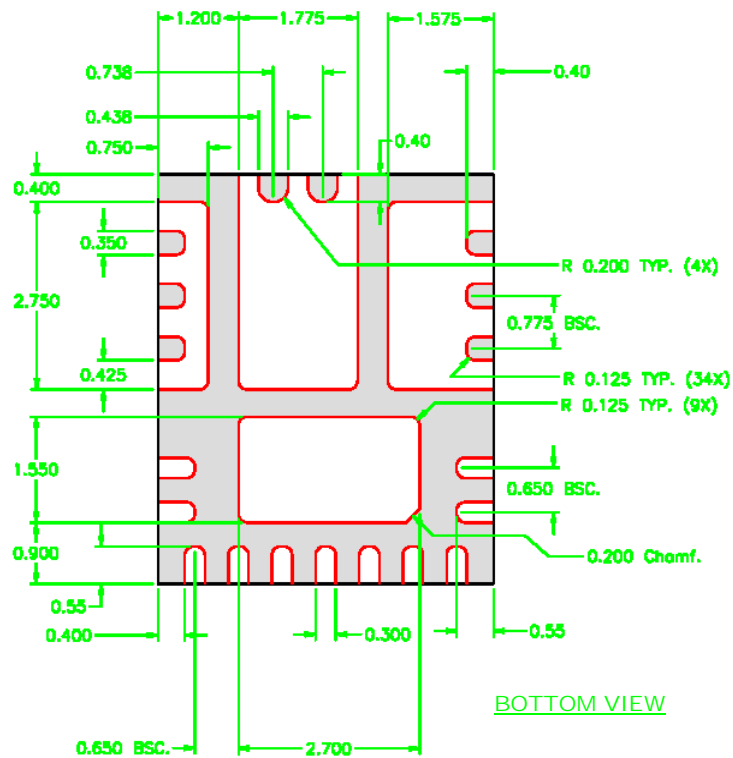 1.200
1.775
1.575
0.738
0.40
0.438
0.40
0.750
0.400
0.350
R 0.200 TYP. (4X)
2.750
0.775 BSC.
0.425
R 0.125 TYP. (34X)
R 0.125 TYP. (9X)
1.550
0.650 BSC.
0.900
0.200 Chamf.
0.55
0.400
0.300
0.55
BOTTOM VIEW
0.650 BSC.
2.700